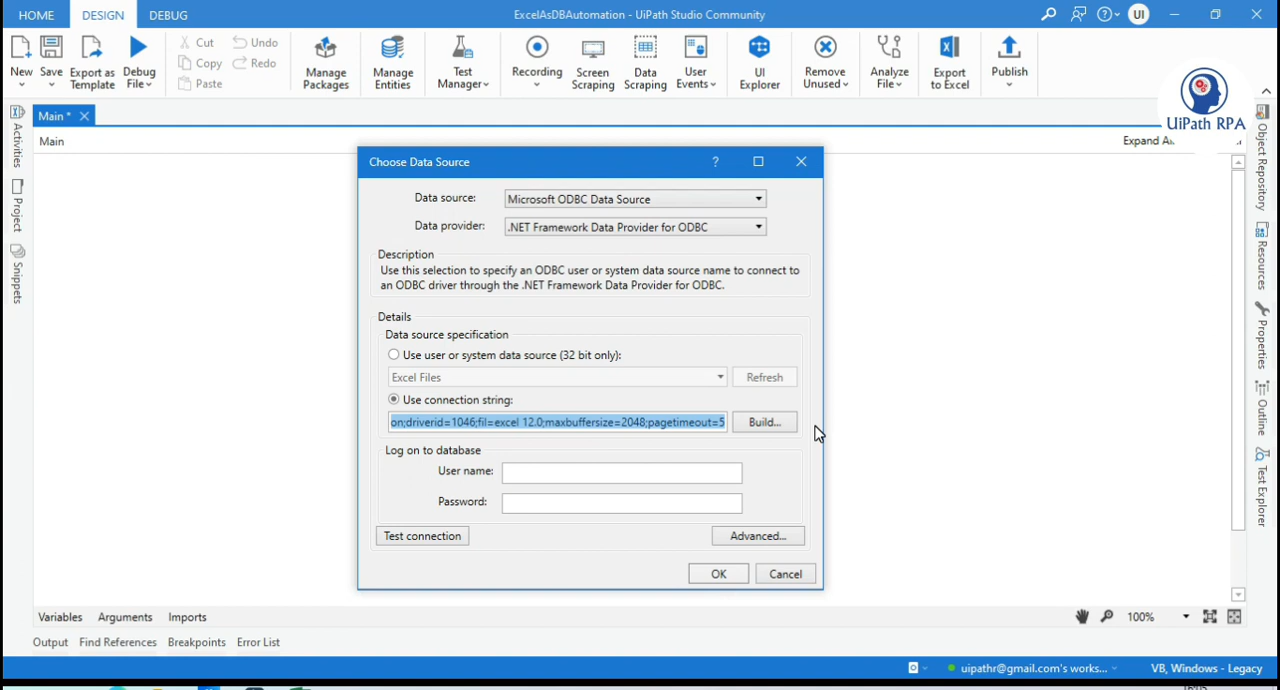 HOME DESIGN DEBUG
ExcelAsDBAutomation - UiPath Studio Community
UI
New Save Export as Template Debug File
Cut Copy Paste Undo Redo
Manage Packages
Manage Entities
Test Manager
Recording
Screen Scraping
Data Scraping
User Events
UI Explorer
Remove Unused
Analyze File
Export to Excel
Publish
UiPath RPA
Main *
Main
Expand A
Activities
Project
Snippets
Object Repository
Resources
Properties
Outline
Test Explorer
Choose Data Source
Data source: Microsoft ODBC Data Source
Data provider: .NET Framework Data Provider for ODBC
Description
Use this selection to specify an ODBC user or system data source name to connect to
an ODBC driver through the .NET Framework Data Provider for ODBC.
Details
Data source specification
Use user or system data source (32 bit only):
Excel Files Refresh
Use connection string:
on;driverid=1046;fil=excel 12.0;maxbuffersize=2048;pagetimeout=5 Build...
Log on to database
User name:
Password:
Test connection Advanced...
OK Cancel
Variables Arguments Imports
100%
Output Find References Breakpoints Error List
uipathr@gmail.com's works...
VB, Windows - Legacy